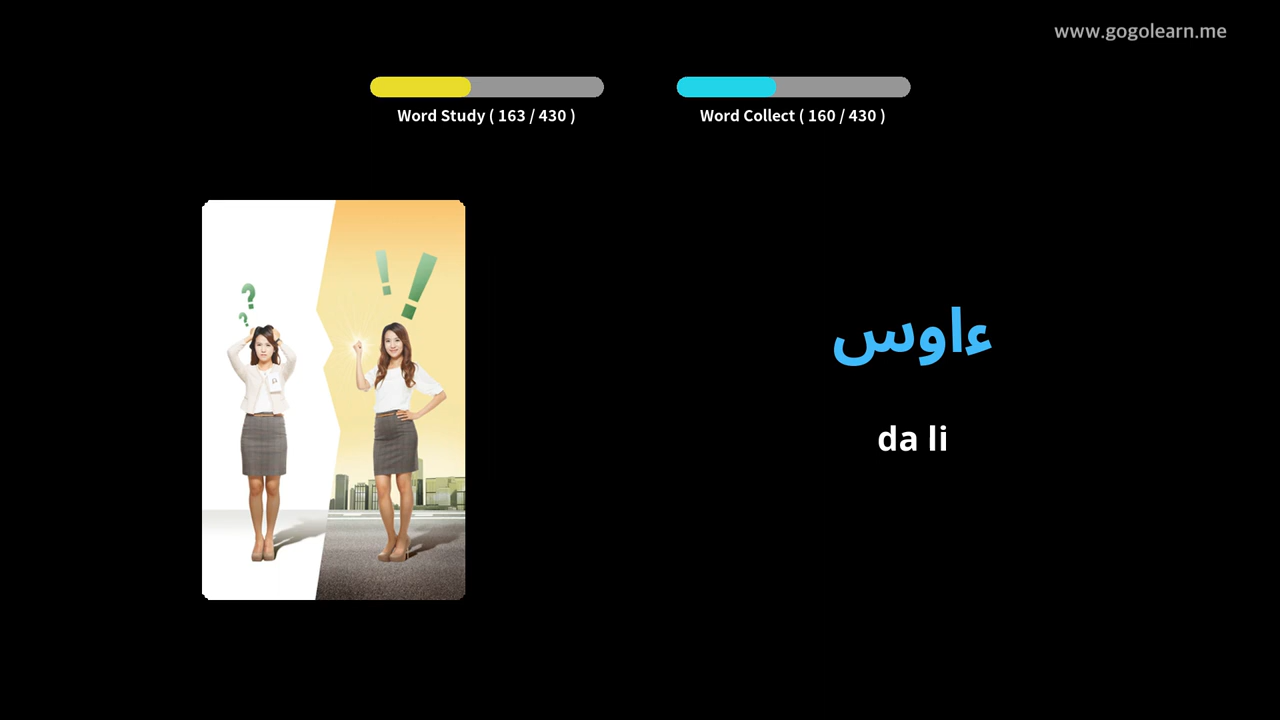 www.gogolearn.me
Word Study ( 163 / 430 )
Word Collect ( 160 / 430 )
ءاوس
da li